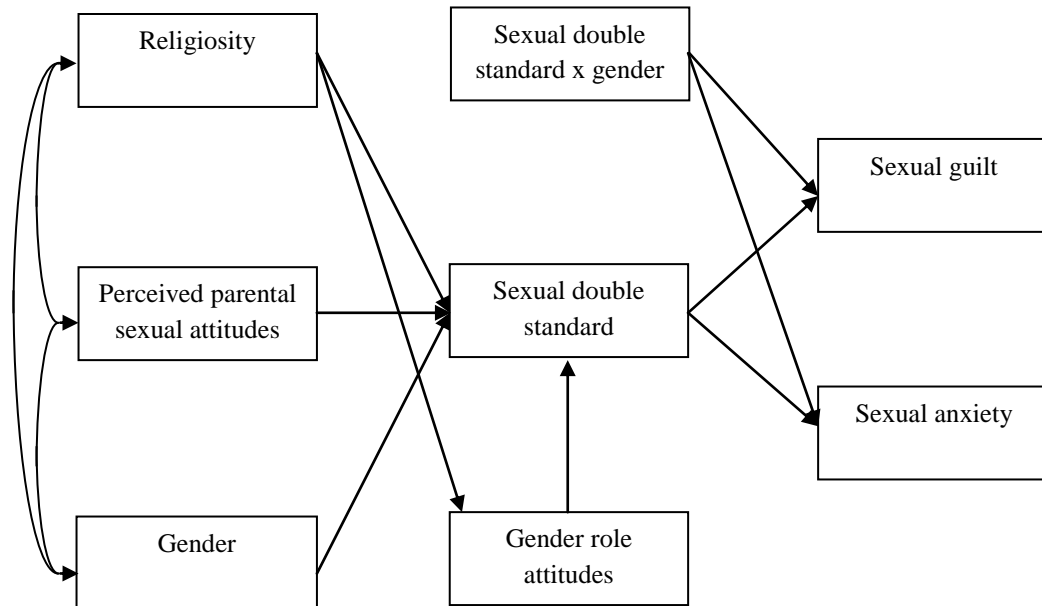 Religiosity
Sexual double
standard x gender
Sexual guilt
Perceived parental
sexual attitudes
Sexual double
standard
Sexual anxiety
Gender
Gender role
attitudes